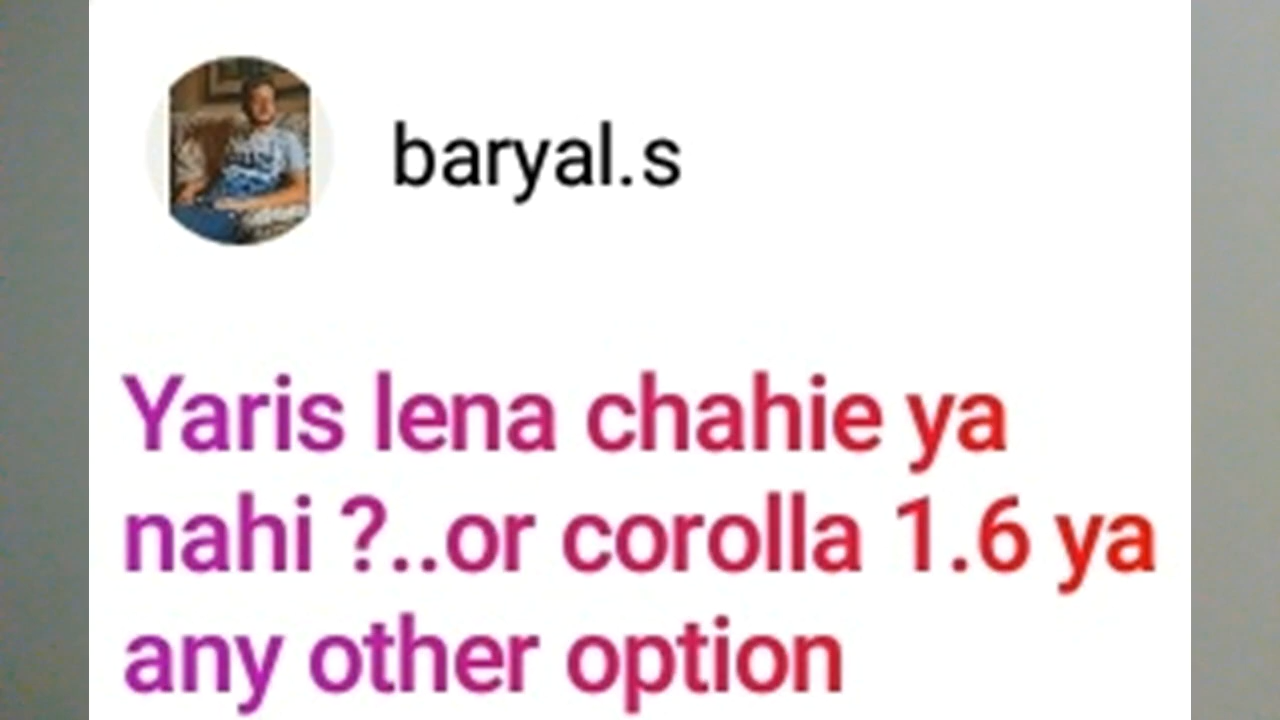 baryal.s
Yaris lena chahie ya
nahi ?..or corolla 1.6 ya
any other option